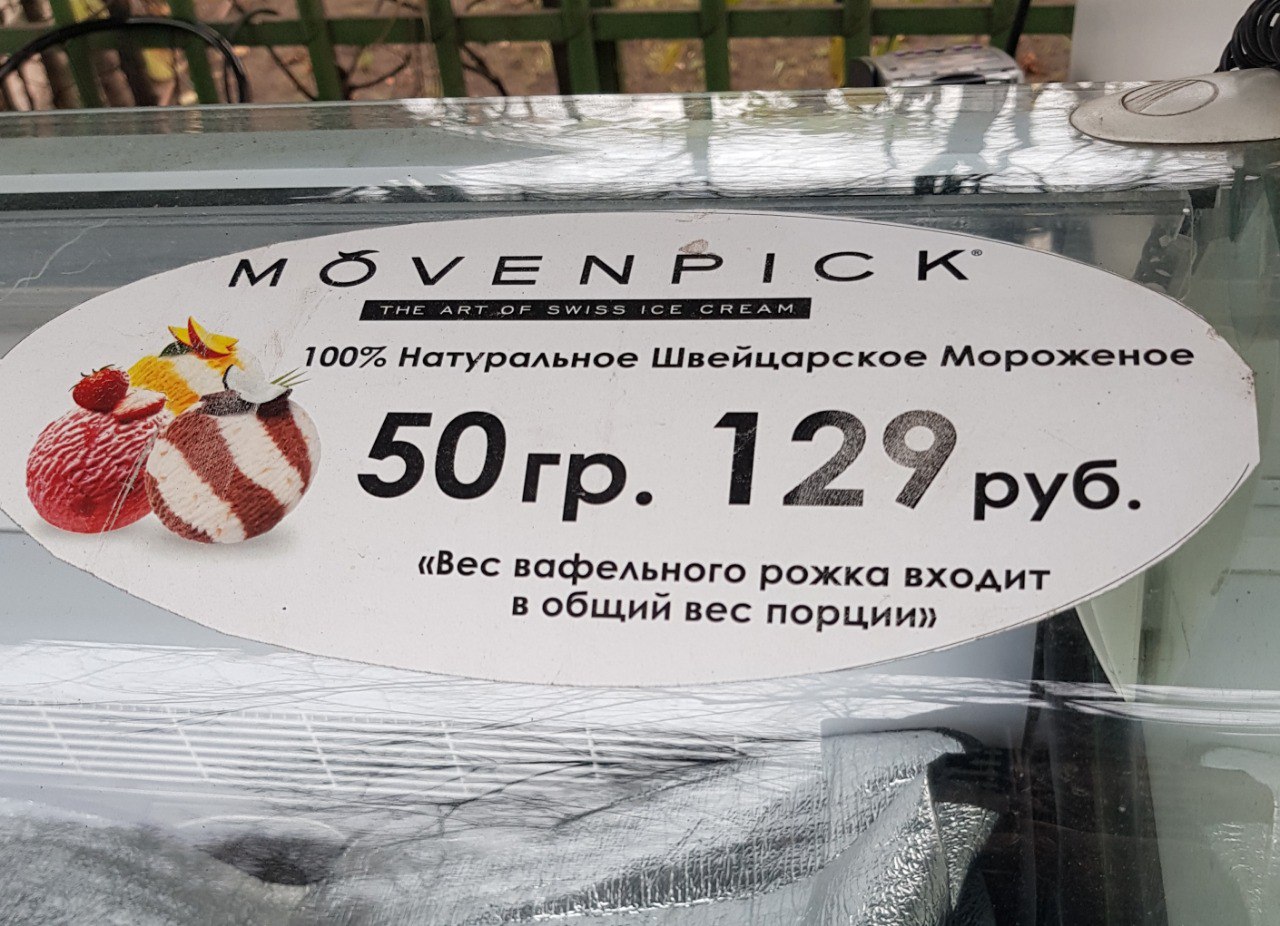 MÖVENPICK®
THE ART OF SWISS ICE CREAM
100% Натуральное Швейцарское Мороженое
50 гр. 129 руб.
«Вес вафельного рожка входит
в общий вес порции»